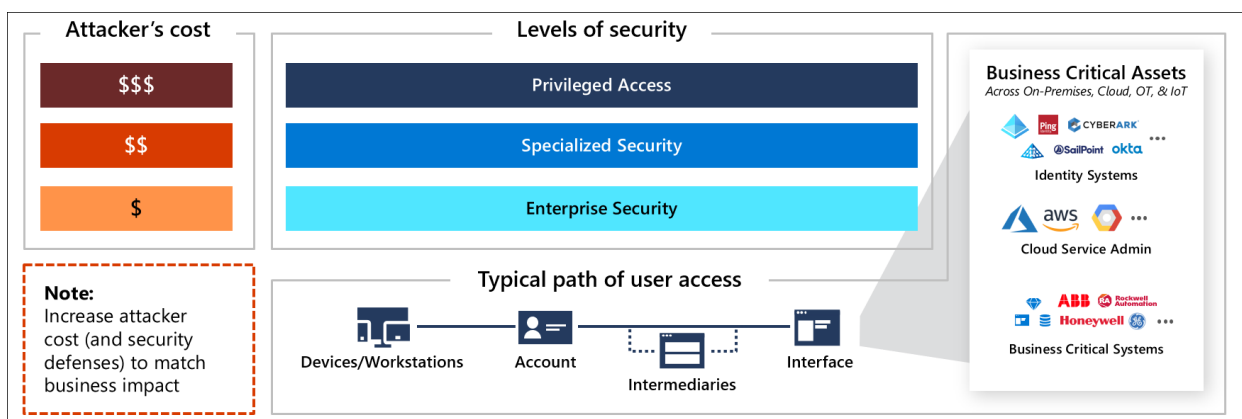 Attacker's cost
$$$
$$
$
Levels of security
Privileged Access
Specialized Security
Enterprise Security
Note:
Increase attacker
cost (and security
defenses) to match
business impact
Typical path of user access
Devices/Workstations
Account
Intermediaries
Interface
Business Critical Assets
Across On-Premises, Cloud, OT, & IoT
Ping
CYBERARK
SailPoint
okta
Identity Systems
aws
Cloud Service Admin
ABB
RA
Rockwell
Automation
Honeywell
GE
Business Critical Systems